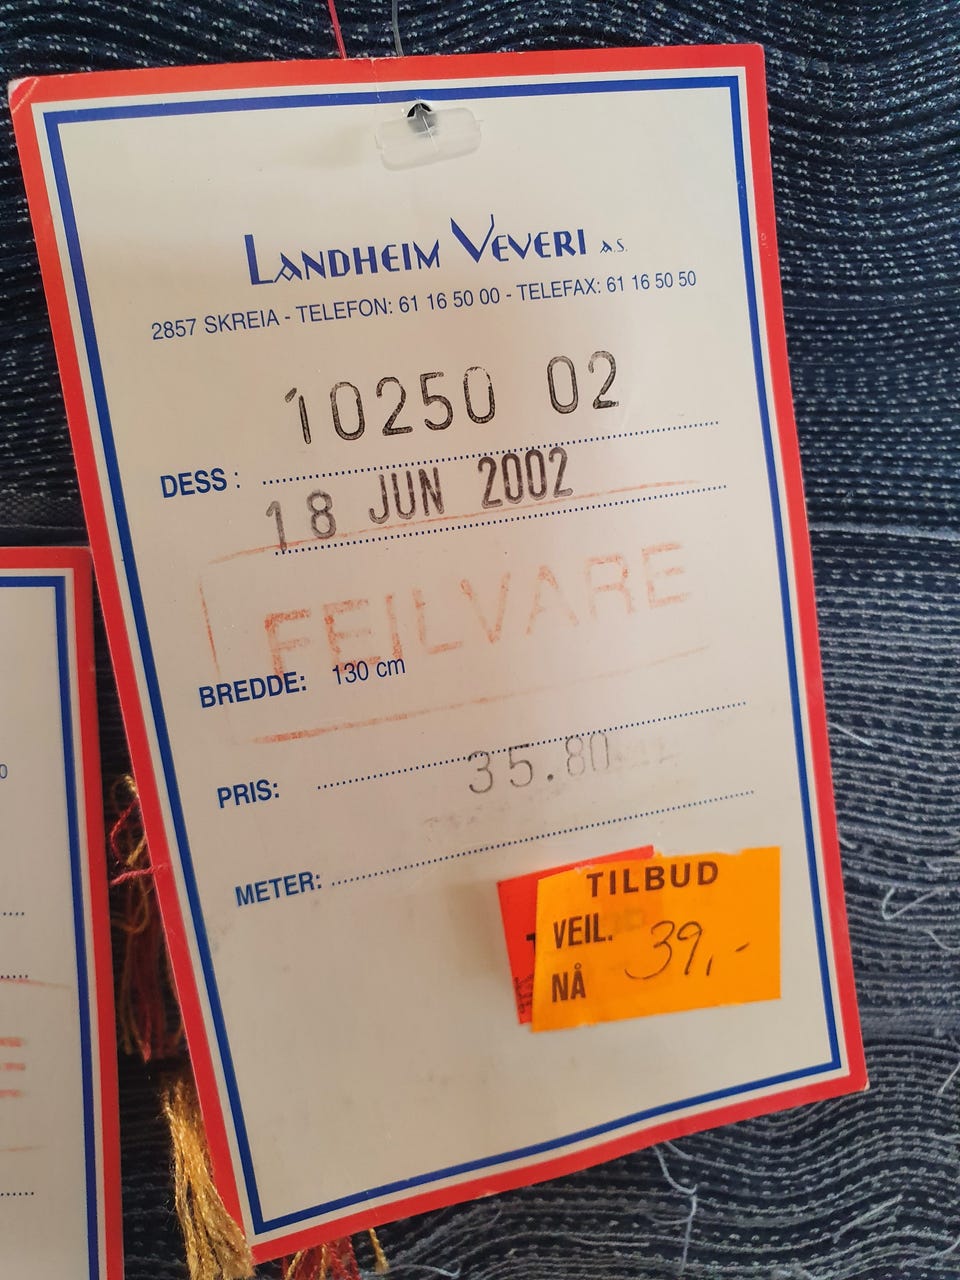 LANDHEIM VEVERI A.S.
2857 SKREIA - TELEFON: 61 16 50 00 - TELEFAX: 61 16 50 50
10250 02
DESS :
18 JUN 2002
FEILVARE
BREDDE: 130 cm
PRIS: 35.80
METER:
TILBUD
VEIL. 39,-
NÅ